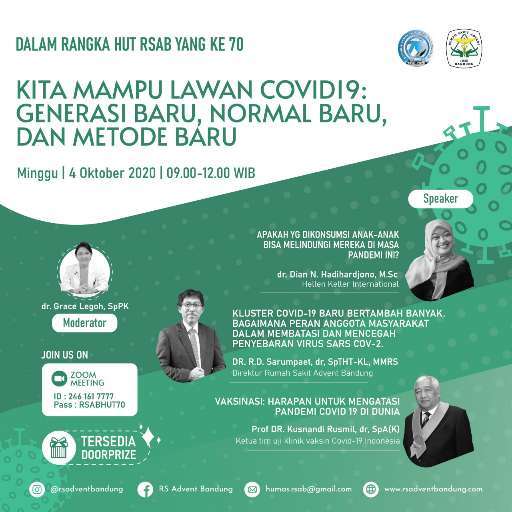 DALAM RANGKA HUT RSAB YANG KE 70
KITA MAMPU LAWAN COVID19:
GENERASI BARU, NORMAL BARU,
DAN METODE BARU
Minggu | 4 Oktober 2020 | 09.00-12.00 WIB
Speaker
APAKAH YG DIKONSUMSI ANAK-ANAK
BISA MELINDUNGI MEREKA DI MASA
PANDEMI INI?
dr. Dian N. Hadihardjono, M.Sc
Hellen Keller International
dr. Grace Legoh, SpPK
Moderator
KLUSTER COVID-19 BARU BERTAMBAH BANYAK.
BAGAIMANA PERAN ANGGOTA MASYARAKAT
DALAM MEMBATASI DAN MENCEGAH
PENYEBARAN VIRUS SARS COV-2.
DR. R.D. Sarumpaet, dr, SpTHT-KL, MMRS
Direktur Rumah Sakit Advent Bandung
JOIN US ON
ZOOM
MEETING
ID : 246 161 7777
Pass : RSABHUT70
VAKSINASI: HARAPAN UNTUK MENGATASI
PANDEMI COVID 19 DI DUNIA
Prof DR. Kusnandi Rusmil, dr, SpA(K)
Ketua tim uji Klinik vaksin Covid-19 Indonesia
TERSEDIA
DOORPRIZE
@rsadventbandung
RS Advent Bandung
humas.rsab@gmail.com
www.rsadventbandung.com